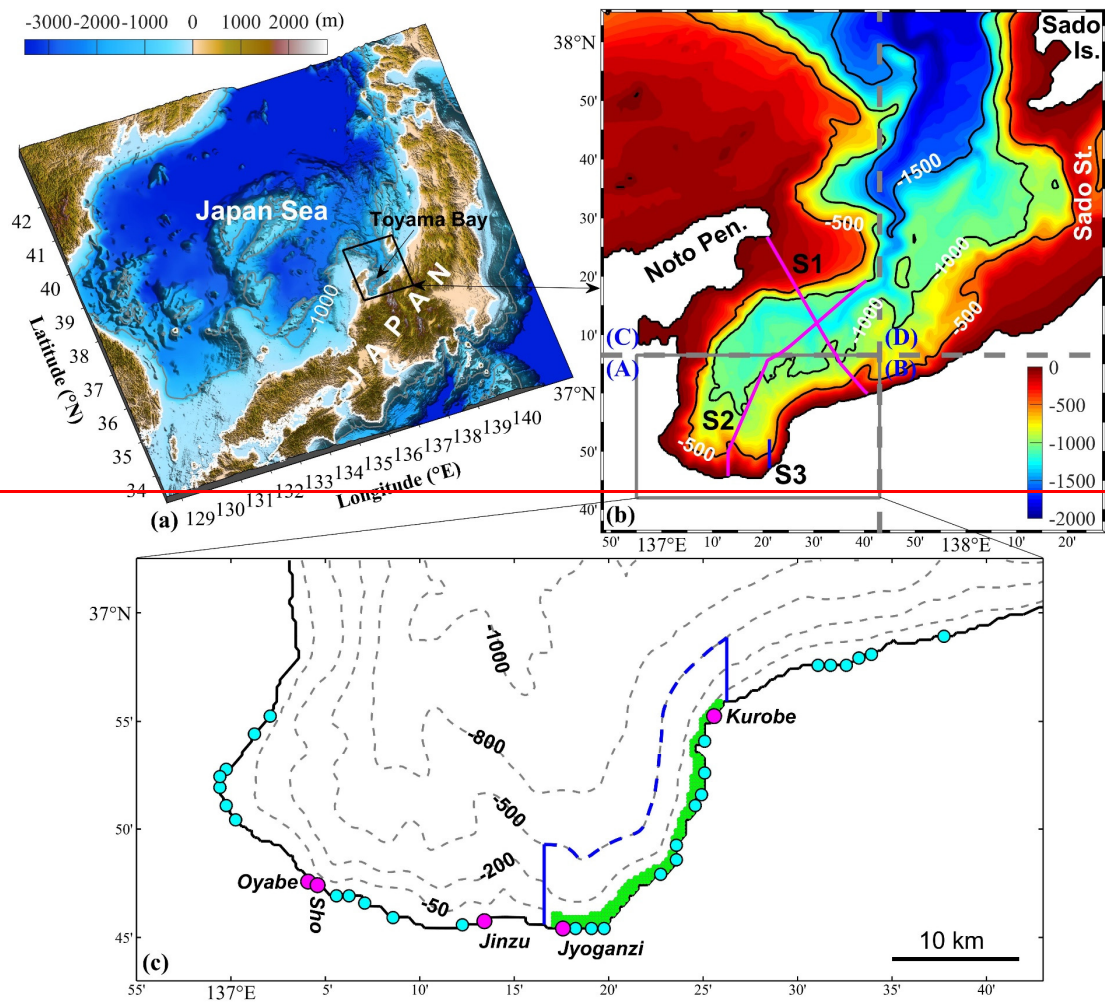 -3000 -2000 -1000 0 1000 2000 (m)
Japan Sea
Toyama Bay
-1000
JAPAN
42
41
40
39
38
37
36
35
34
Latitude (°N)
129 130 131 132 133 134 135 136 137 138 139 140
Longitude (°E)
(a)
38°N
50'
40'
30'
20'
10'
37°N
50'
40'
Sado
Is.
Sado St.
-1500
-500
Noto Pen.
S1
-1000
-1000
-500
(C)
(D)
(A)
(B)
S2
-500
S3
0
-500
-1000
-1500
-2000
(b)
50' 137°E 10' 20' 30' 40' 50' 138°E 10' 20'
37°N
55'
50'
45'
-1000
-800
-500
-200
-50
Kurobe
Oyabe
Sho
Jinzu
Jyoganzi
10 km
(c)
55' 137°E 5' 10' 15' 20' 25' 30' 35' 40'